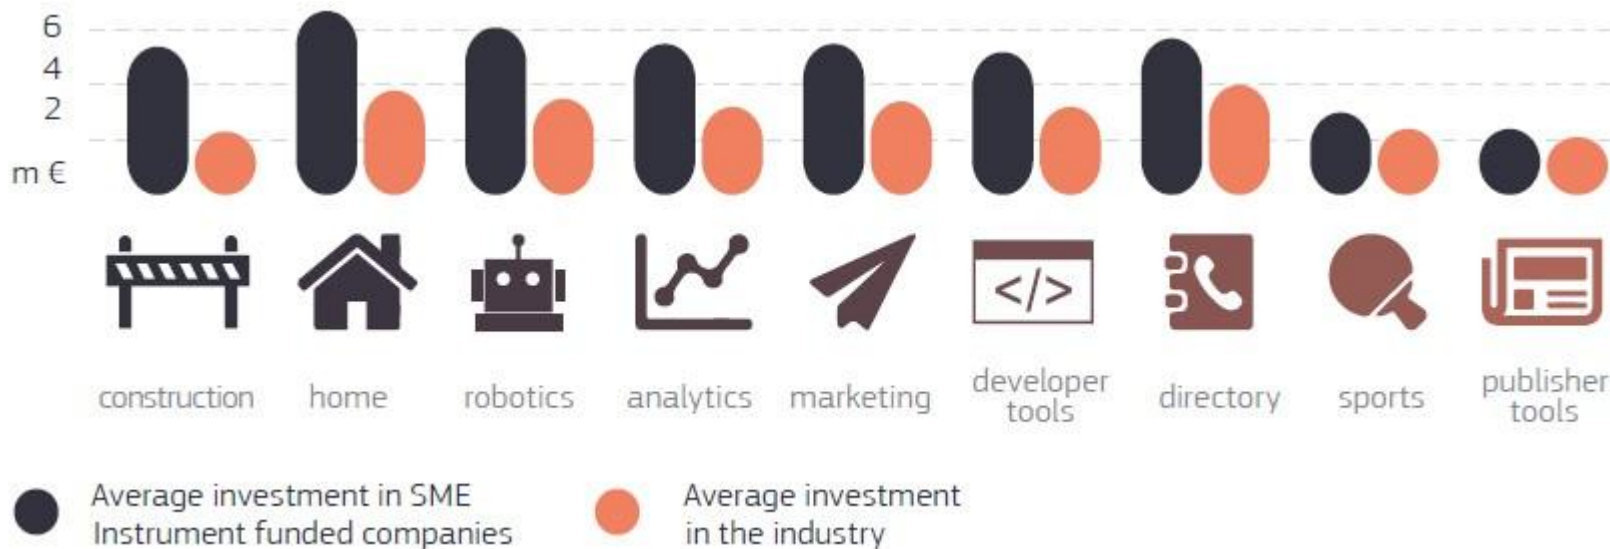 6
4
2
m €
</>
construction
home
robotics
analytics
marketing
developer
tools
directory
sports
publisher
tools
Average investment in SME
Instrument funded companies
Average investment
in the industry